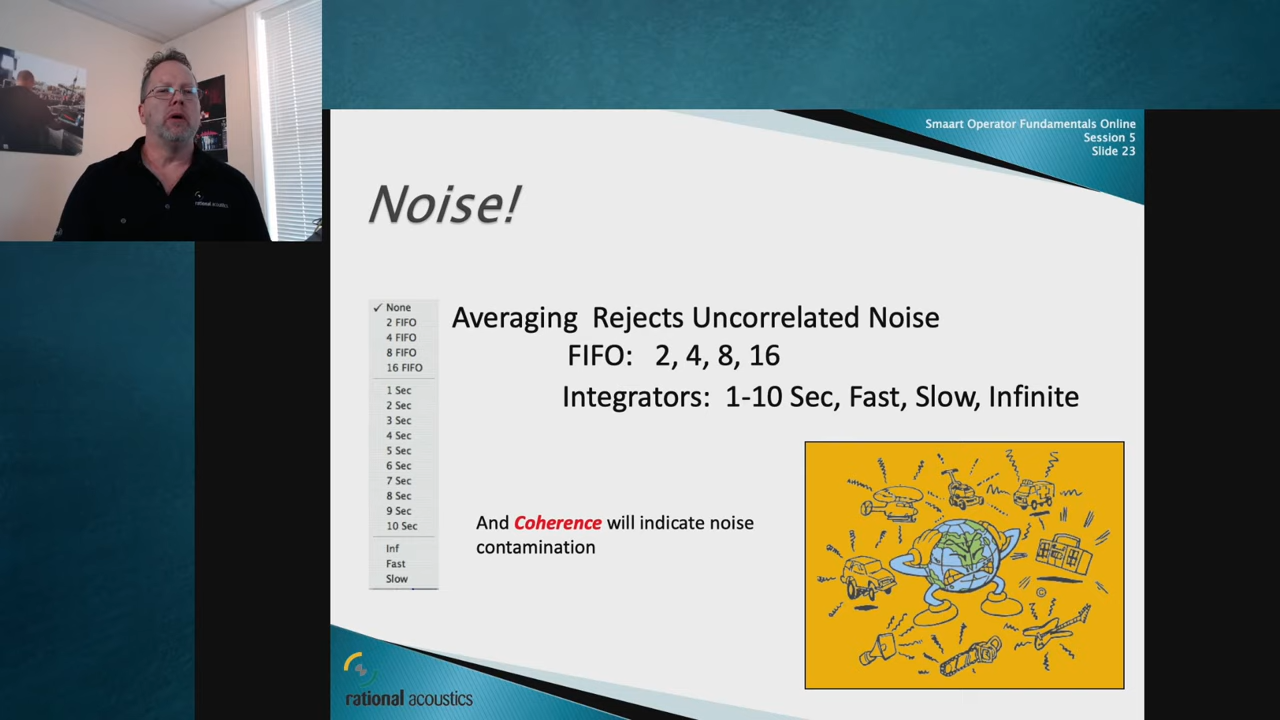 rational acoustics
Smaart Operator Fundamentals Online
Session 5
Slide 23
Noise!
✓ None
2 FIFO
4 FIFO
8 FIFO
16 FIFO
1 Sec
2 Sec
3 Sec
4 Sec
5 Sec
6 Sec
7 Sec
8 Sec
9 Sec
10 Sec
Inf
Fast
Slow
Averaging Rejects Uncorrelated Noise
FIFO: 2, 4, 8, 16
Integrators: 1-10 Sec, Fast, Slow, Infinite
And Coherence will indicate noise
contamination
©
rational acoustics